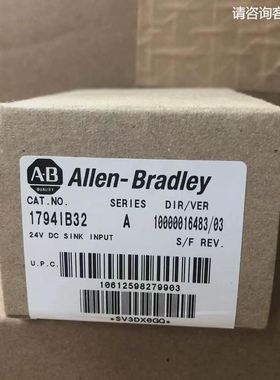 请咨询客
AB
QUALITY
Allen-Bradley
CAT.NO. SERIES DIR/VER
1794IB32 A 10000016483/03
24V DC SINK INPUT S/F REV.
U.P.C.
10612598279903
*SV3DX0GQ*